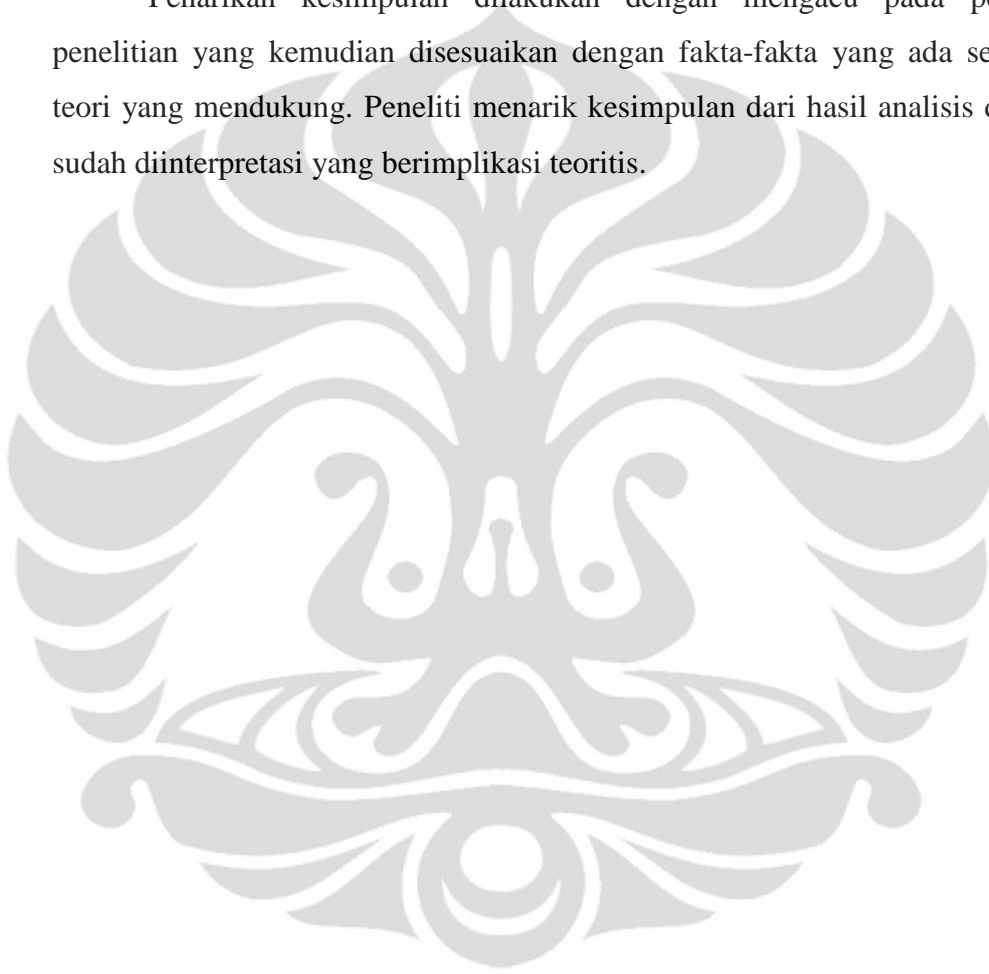 Penarikan kesimpulan dilakukan dengan mengacu pada
penelitian yang kemudian disesuaikan dengan fakta-fakta yang ada
teori yang mendukung. Peneliti menarik kesimpulan dari hasil analisis
sudah diinterpretasi yang berimplikasi teoritis.